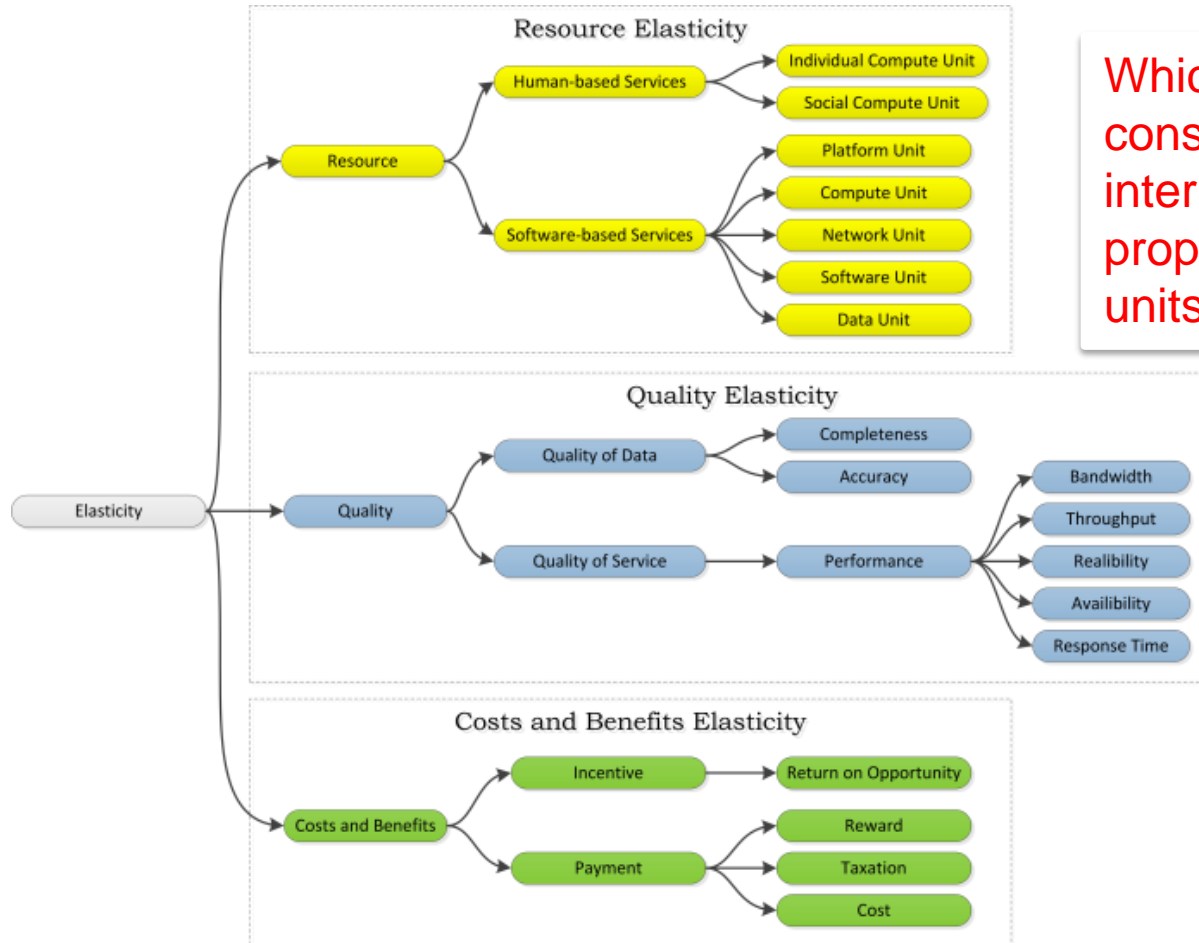 Resource Elasticity
Resource
Human-based Services
Individual Compute Unit
Social Compute Unit
Software-based Services
Platform Unit
Compute Unit
Network Unit
Software Unit
Data Unit
Elasticity
Quality Elasticity
Quality
Quality of Data
Completeness
Accuracy
Quality of Service
Performance
Bandwidth
Throughput
Realibility
Availibility
Response Time
Costs and Benefits Elasticity
Costs and Benefits
Incentive
Return on Opportunity
Payment
Reward
Taxation
Cost
units